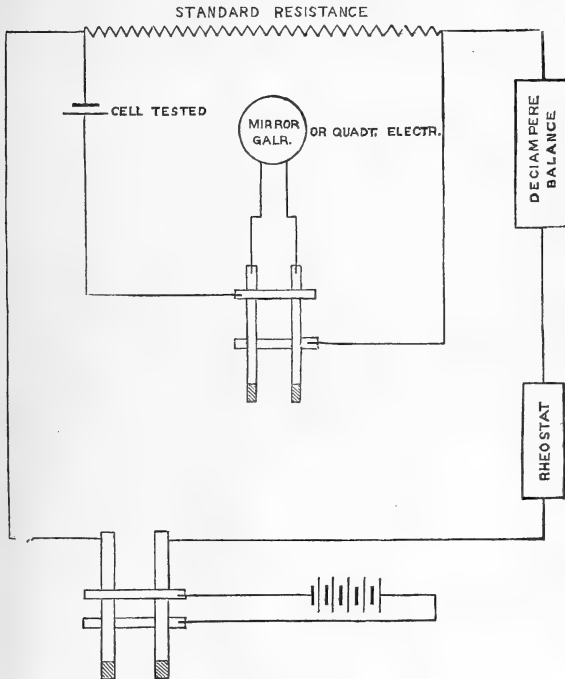 STANDARD RESISTANCE
CELL TESTED
MIRROR
GALR.
OR QUADT. ELECTR.
DECIAMPERE
BALANCE
RHEOSTAT